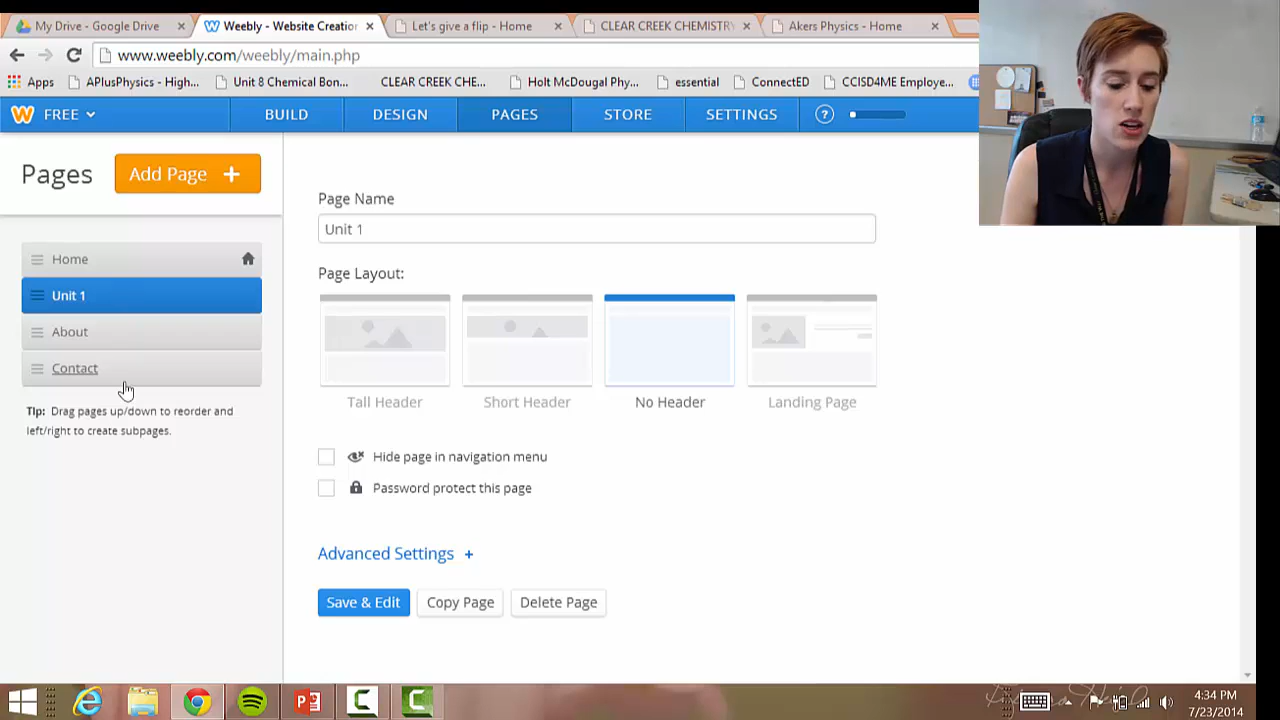 My Drive - Google Drive
Weebly - Website Creation
Let's give a flip - Home
CLEAR CREEK CHEMISTRY
Akers Physics - Home
www.weebly.com/weebly/main.php
Apps
APlusPhysics - High...
Unit 8 Chemical Bon...
CLEAR CREEK CHE...
Holt McDougal Phy...
essential
ConnectED
CCISD4ME Employe...
FREE
BUILD
DESIGN
PAGES
STORE
SETTINGS
?
Pages
Add Page +
Home
Unit 1
About
Contact
Tip: Drag pages up/down to reorder and
left/right to create subpages.
Page Name
Unit 1
Page Layout:
Tall Header
Short Header
No Header
Landing Page
Hide page in navigation menu
Password protect this page
Advanced Settings +
Save & Edit
Copy Page
Delete Page
4:34 PM
7/23/2014